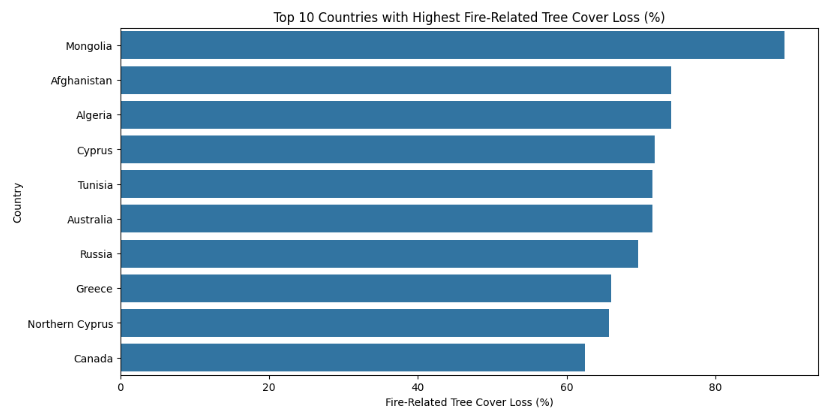 Top 10 Countries with Highest Fire-Related Tree Cover Loss (%)
Country
Mongolia
Afghanistan
Algeria
Cyprus
Tunisia
Australia
Russia
Greece
Northern Cyprus
Canada
0 20 40 60 80
Fire-Related Tree Cover Loss (%)